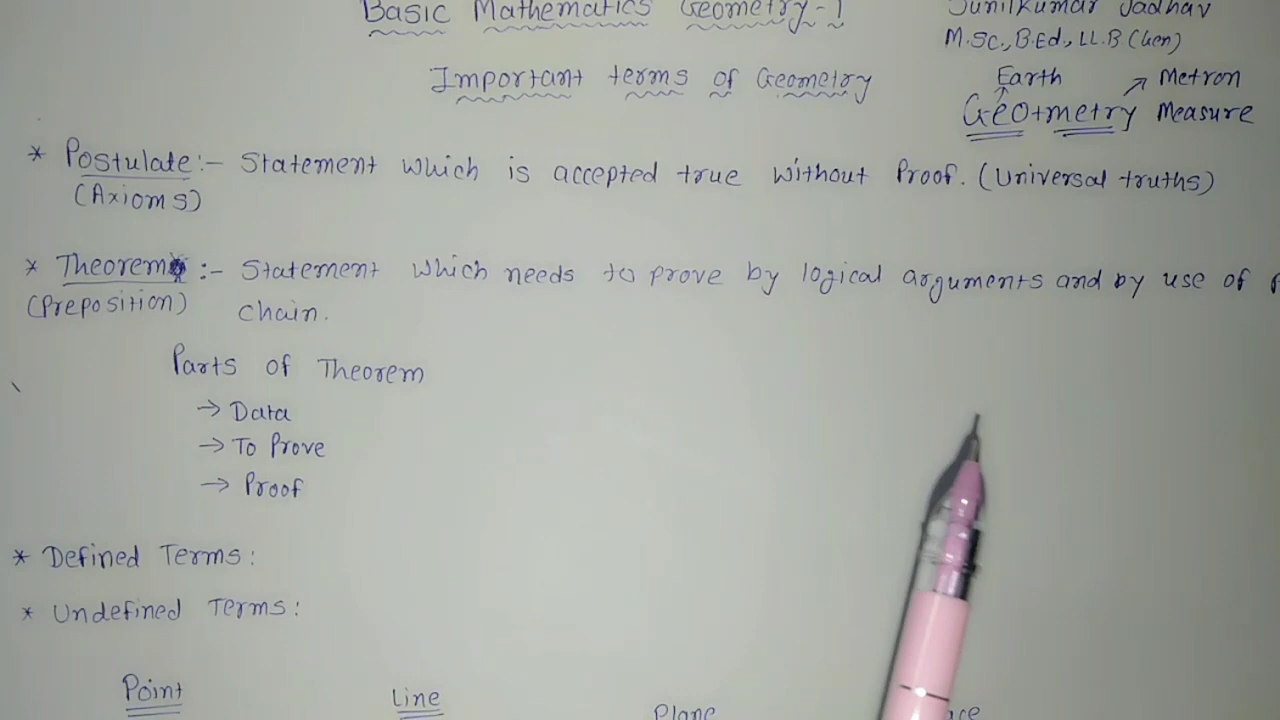 Basic Mathematics Geometry-1
Sunilkumar Jadhav
M.Sc., B.Ed., LL.B (Gen)
Important terms of Geometry
Earth Metron
Geo+metry Measure
* Postulate:- Statement which is accepted true without Proof. (Universal truths)
(Axioms)
* Theorem :- Statement which needs to prove by logical arguments and by use of
(Preposition) chain.
Parts of Theorem
→ Data
→ To Prove
→ Proof
* Defined Terms:
* Undefined Terms:
Point Line Plane